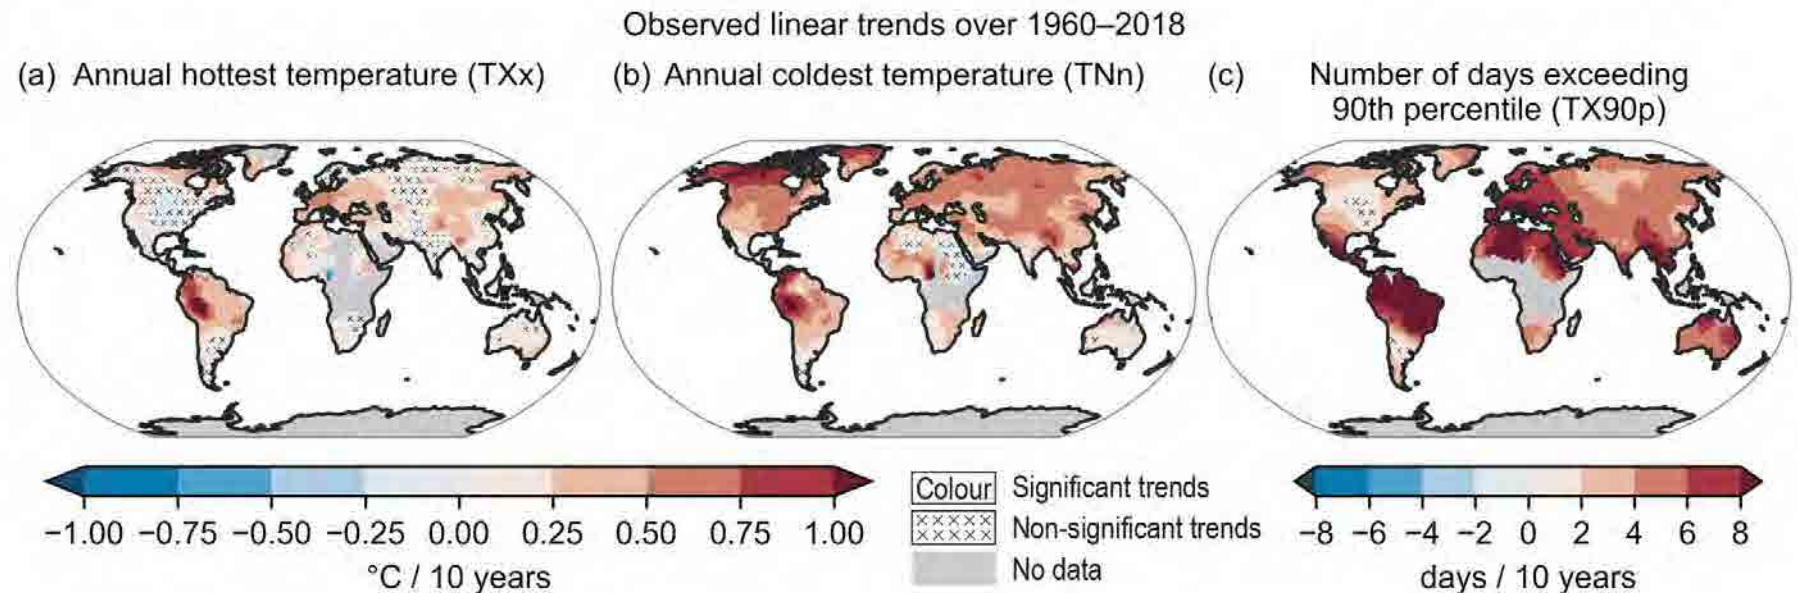 Observed linear trends over 1960–2018
(a) Annual hottest temperature (TXx)
(b) Annual coldest temperature (TNn)
(c) Number of days exceeding
90th percentile (TX90p)
−1.00 −0.75 −0.50 −0.25 0.00 0.25 0.50 0.75 1.00
°C / 10 years
Colour Significant trends
Non-significant trends
No data
−8 −6 −4 −2 0 2 4 6 8
days / 10 years